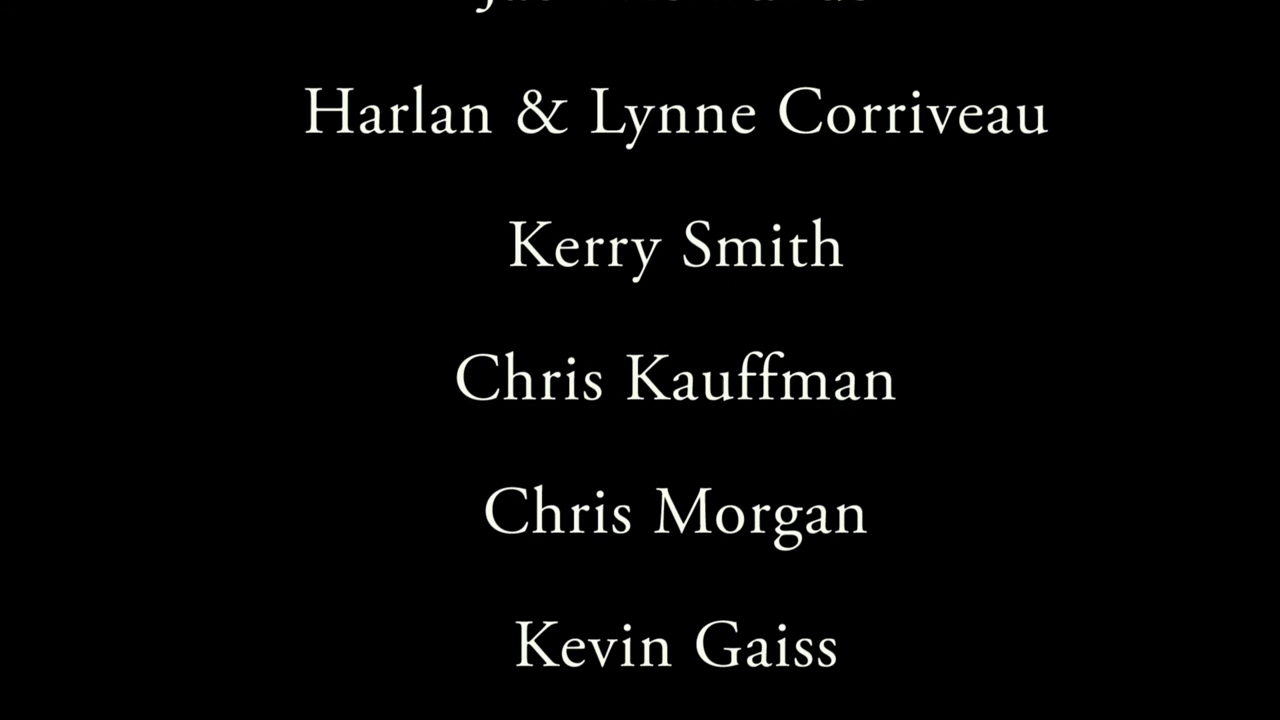 Harlan & Lynne Corriveau
Kerry Smith
Chris Kauffman
Chris Morgan
Kevin Gaiss